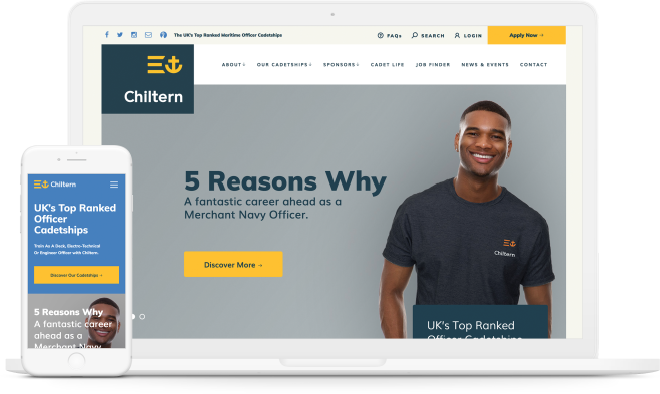 The UK's Top Ranked Maritime Officer Cadetships
FAQs
SEARCH
LOGIN
Apply Now →
Chiltern
ABOUT
OUR CADETSHIPS
SPONSORS
CADET LIFE
JOB FINDER
NEWS & EVENTS
CONTACT
5 Reasons Why
A fantastic career ahead as a
Merchant Navy Officer.
Discover More →
Chiltern
UK's Top Ranked
Officer Cadetships
Chiltern
UK's Top Ranked
Officer
Cadetships
Train As A Deck, Electro-Technical
Or Engineer Officer with Chiltern.
Discover Our Cadetships →
5 Reasons Why
A fantastic career
ahead as a
Merchant Navy